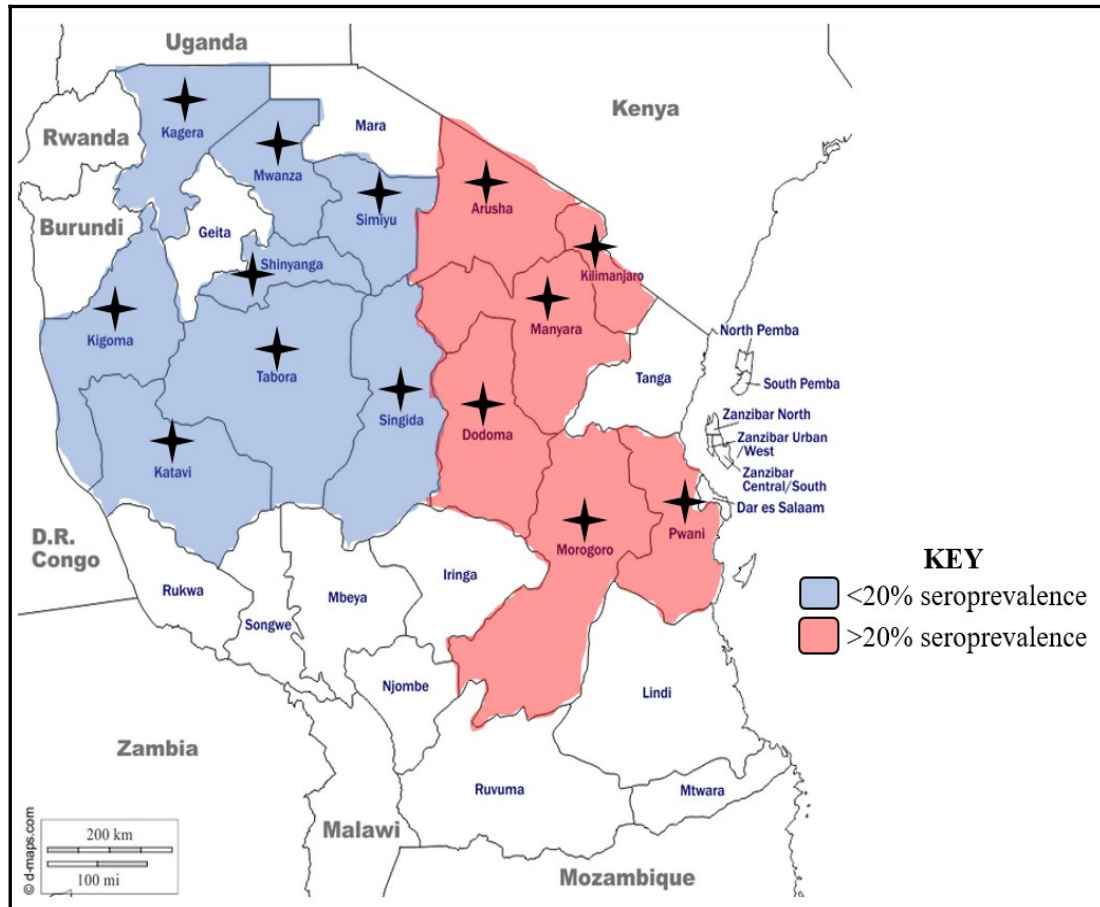 Uganda
Kenya
Rwanda
Kagera
Mara
Mwanza
Burundi
Simiyu
Arusha
Geita
Shinyanga
Kilimanjaro
Kigoma
Manyara
North Pemba
Tabora
Tanga
South Pemba
Singida
Dodoma
Zanzibar North
Zanzibar Urban
/West
Katavi
Zanzibar
Central/South
Dar es Salaam
D.R.
Congo
Morogoro
Pwani
KEY
<20% seroprevalence
>20% seroprevalence
Rukwa
Songwe
Mbeya
Iringa
Njombe
Lindi
Zambia
Ruvuma
Mtwara
Malawi
Mozambique
200 km
100 mi
© d-maps.com